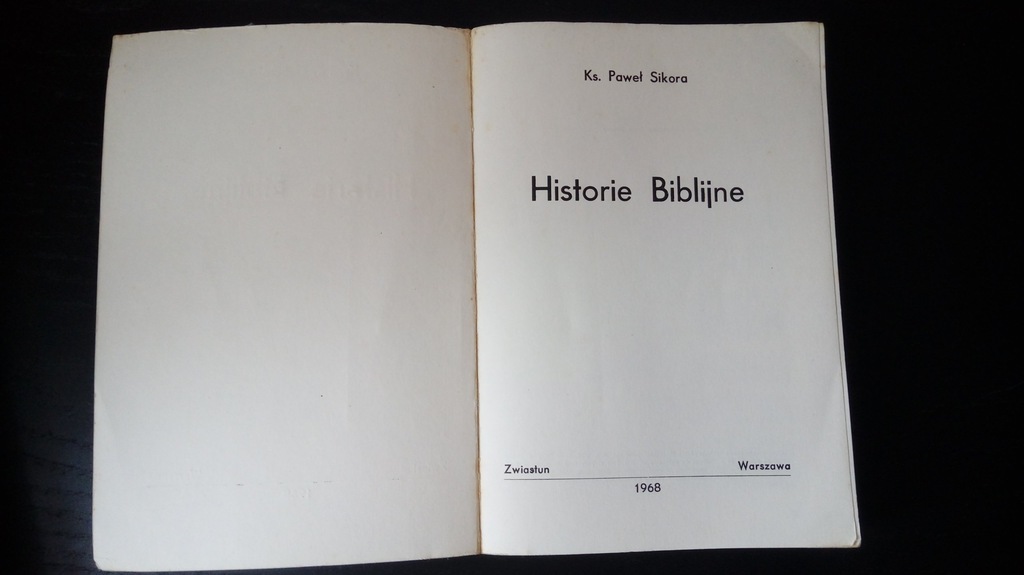 Ks. Paweł Sikora
Historie Biblijne
Zwiastun Warszawa
1968